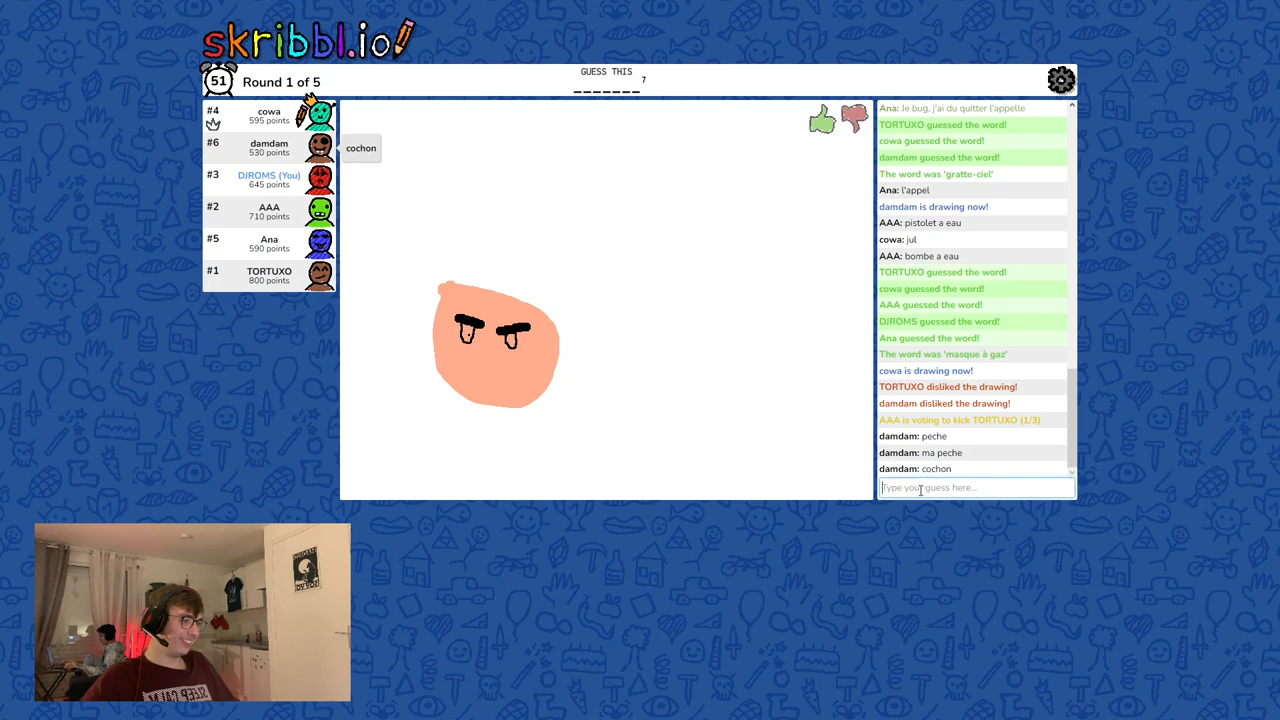 skribbl.io
51
Round 1 of 5
GUESS THIS
_______ 7
#4
cowa
595 points
#6
damdam
530 points
cochon
#3
DJROMS (You)
645 points
#2
AAA
710 points
#5
Ana
590 points
#1
TORTUXO
800 points
Ana: Je bug, j'ai du quitter l'appelle
TORTUXO guessed the word!
cowa guessed the word!
damdam guessed the word!
The word was 'gratte-ciel'
Ana: l'appel
damdam is drawing now!
AAA: pistolet a eau
cowa: jul
AAA: bombe a eau
TORTUXO guessed the word!
cowa guessed the word!
AAA guessed the word!
DJROMS guessed the word!
Ana guessed the word!
The word was 'masque à gaz'
cowa is drawing now!
TORTUXO disliked the drawing!
damdam disliked the drawing!
AAA is voting to kick TORTUXO (1/3)
damdam: peche
damdam: ma peche
damdam: cochon
Type your guess here...